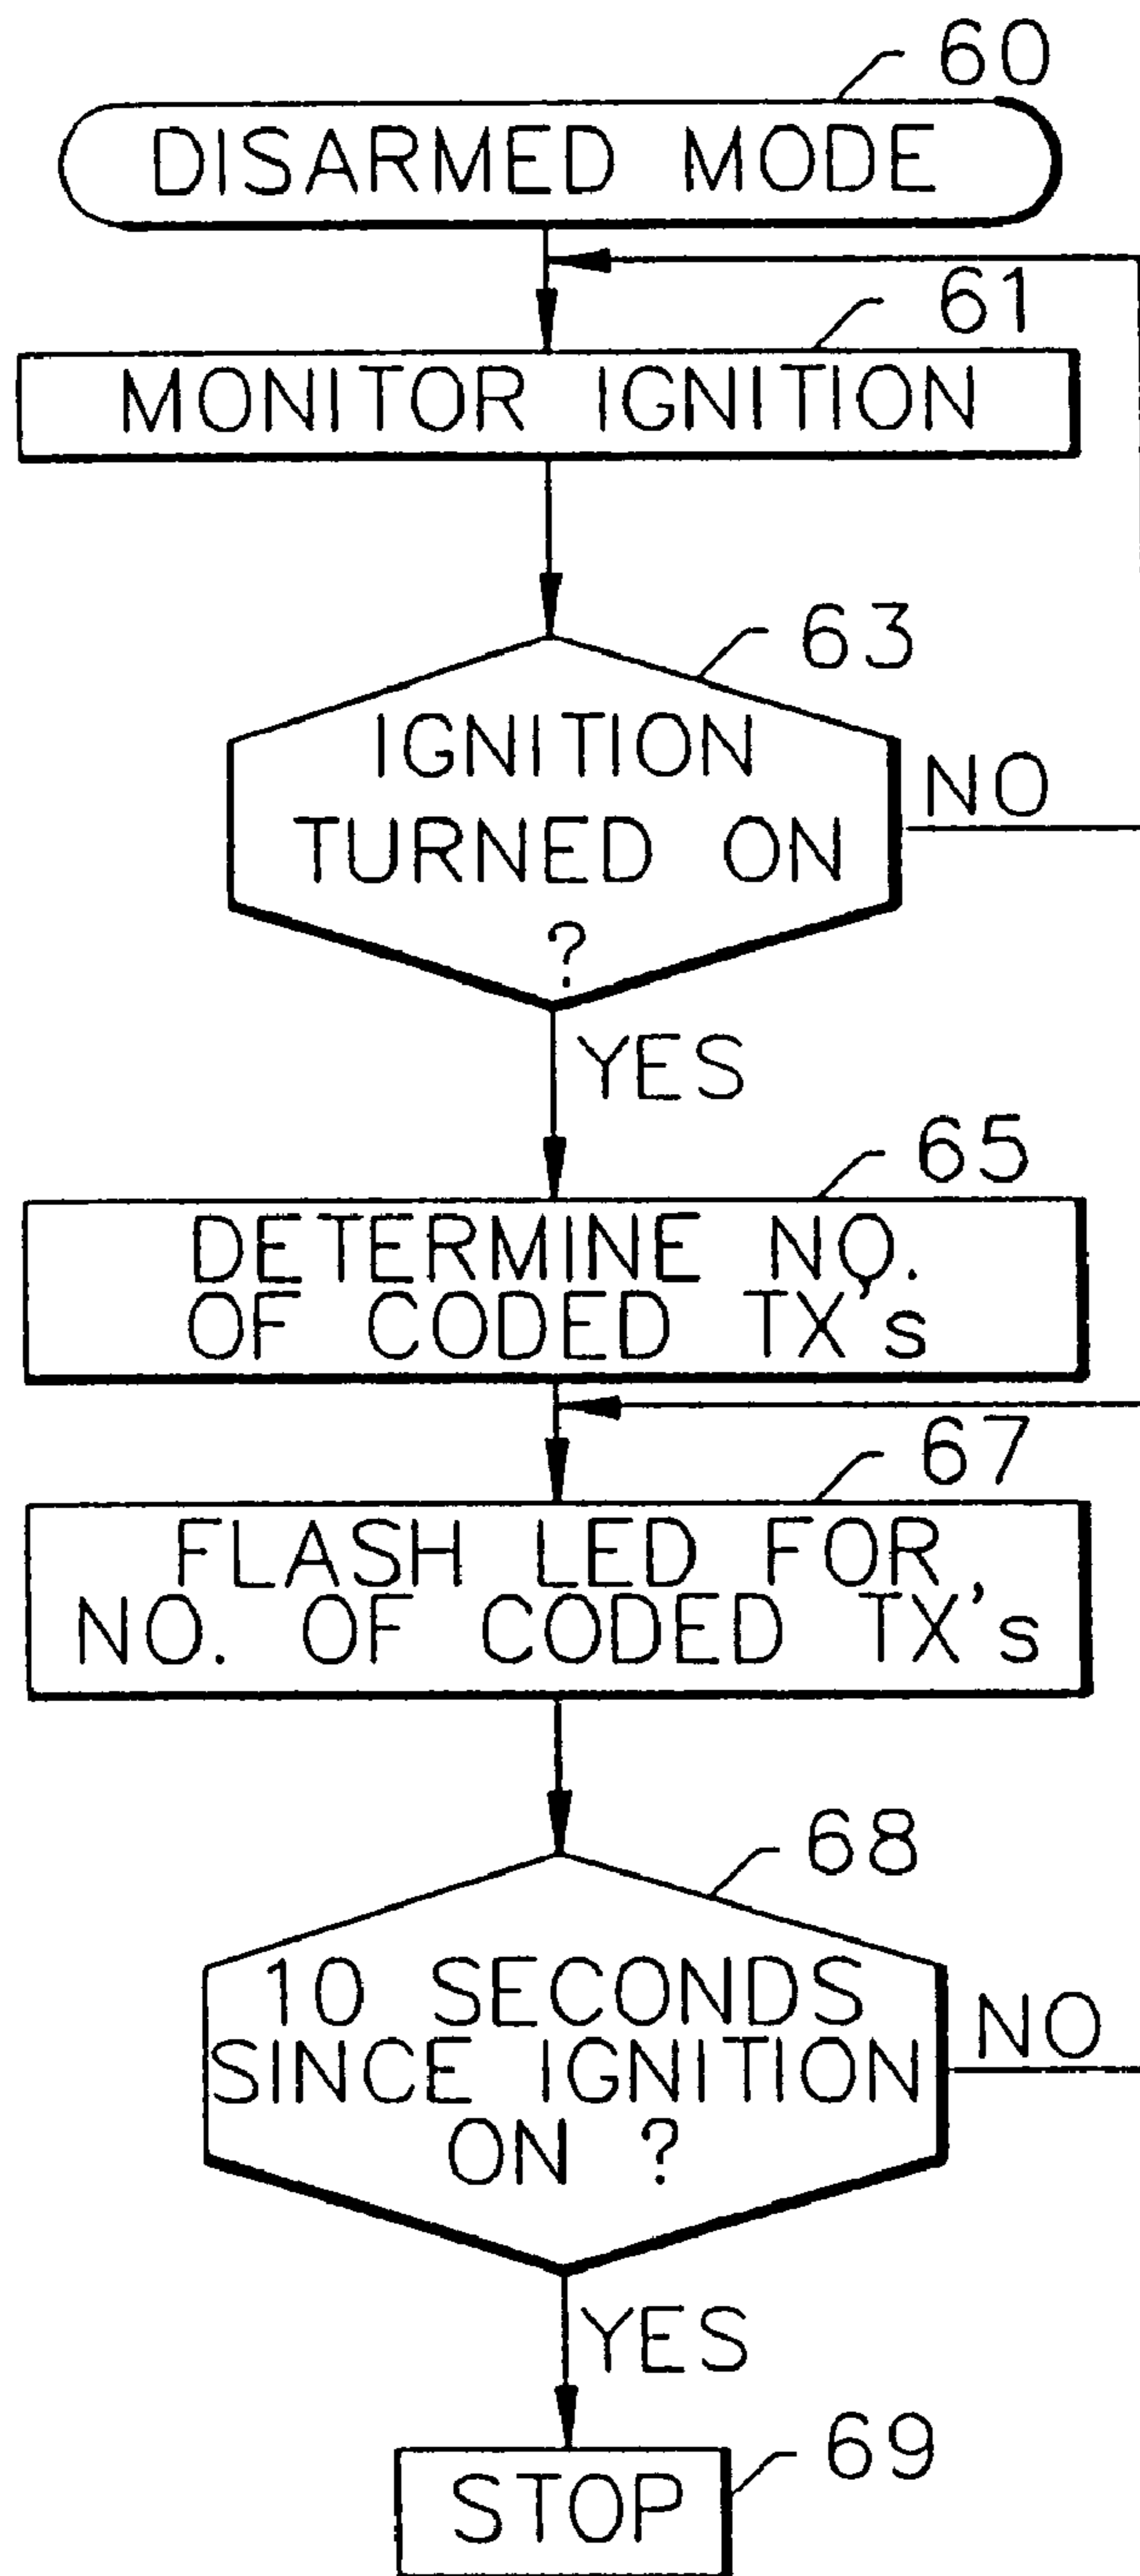 60
DISARMED MODE
61
MONITOR IGNITION
63
IGNITION
TURNED ON
?
NO
YES
65
DETERMINE NO.
OF CODED TX's
67
FLASH LED FOR
NO. OF CODED TX's
68
10 SECONDS
SINCE IGNITION
ON ?
NO
YES
69
STOP